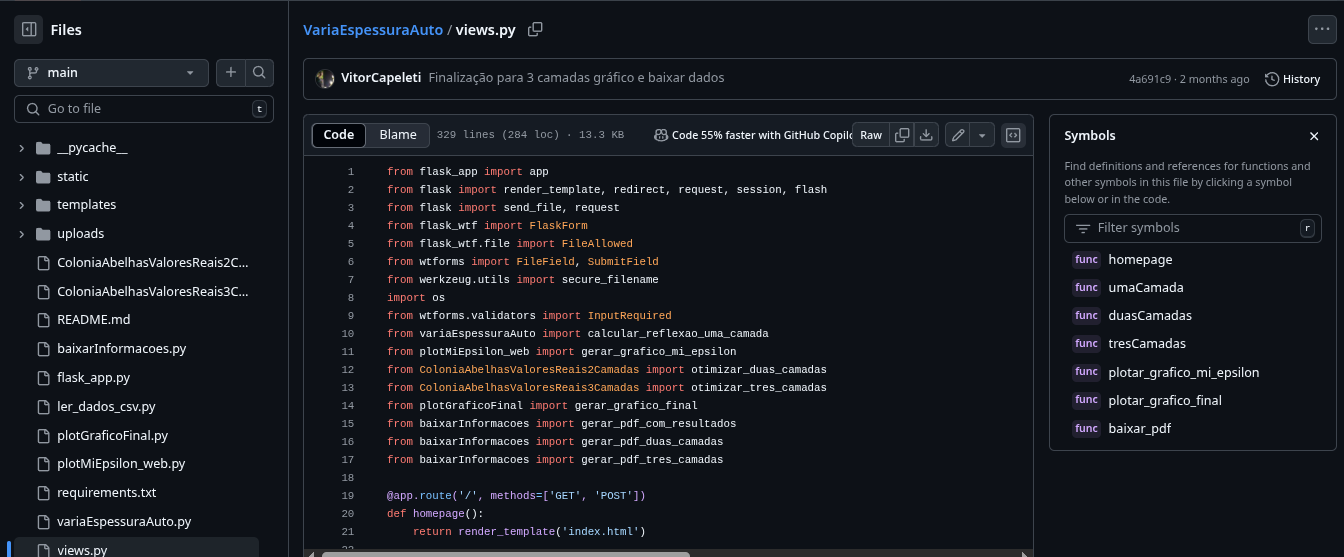 Files
main
Go to file
t
__pycache__
static
templates
uploads
ColoniaAbelhasValoresReais2C...
ColoniaAbelhasValoresReais3C...
README.md
baixarInformacoes.py
flask_app.py
ler_dados_csv.py
plotGraficoFinal.py
plotMiEpsilon_web.py
requirements.txt
variaEspessuraAuto.py
views.py
VariaEspessuraAuto / views.py
VitorCapeleti Finalização para 3 camadas gráfico e baixar dados
4a691c9 · 2 months ago
History
Code
Blame
329 lines (284 loc) · 13.3 KB
Code 55% faster with GitHub Copilo
Raw
1 from flask_app import app
2 from flask import render_template, redirect, request, session, flash
3 from flask import send_file, request
4 from flask_wtf import FlaskForm
5 from flask_wtf.file import FileAllowed
6 from wtforms import FileField, SubmitField
7 from werkzeug.utils import secure_filename
8 import os
9 from wtforms.validators import InputRequired
10 from variaEspessuraAuto import calcular_reflexao_uma_camada
11 from plotMiEpsilon_web import gerar_grafico_mi_epsilon
12 from ColoniaAbelhasValoresReais2Camadas import otimizar_duas_camadas
13 from ColoniaAbelhasValoresReais3Camadas import otimizar_tres_camadas
14 from plotGraficoFinal import gerar_grafico_final
15 from baixarInformacoes import gerar_pdf_com_resultados
16 from baixarInformacoes import gerar_pdf_duas_camadas
17 from baixarInformacoes import gerar_pdf_tres_camadas
18
19 @app.route('/', methods=['GET', 'POST'])
20 def homepage():
21 return render_template('index.html')
Symbols
Find definitions and references for functions and
other symbols in this file by clicking a symbol
below or in the code.
Filter symbols
r
func homepage
func umaCamada
func duasCamadas
func tresCamadas
func plotar_grafico_mi_epsilon
func plotar_grafico_final
func baixar_pdf